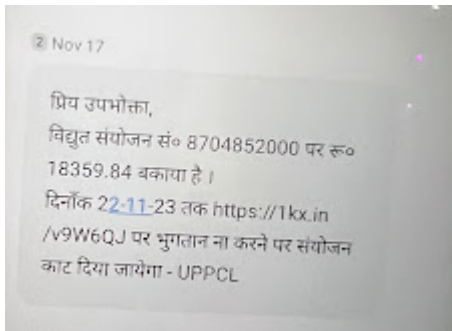 2 Nov 17
प्रिय उपभोक्ता,
विद्युत संयोजन सं० 8704852000 पर रू०
18359.84 बकाया है ।
दिनाँक 22-11-23 तक https://1kx.in
/v9W6QJ पर भुगतान ना करने पर संयोजन
काट दिया जायेगा - UPPCL